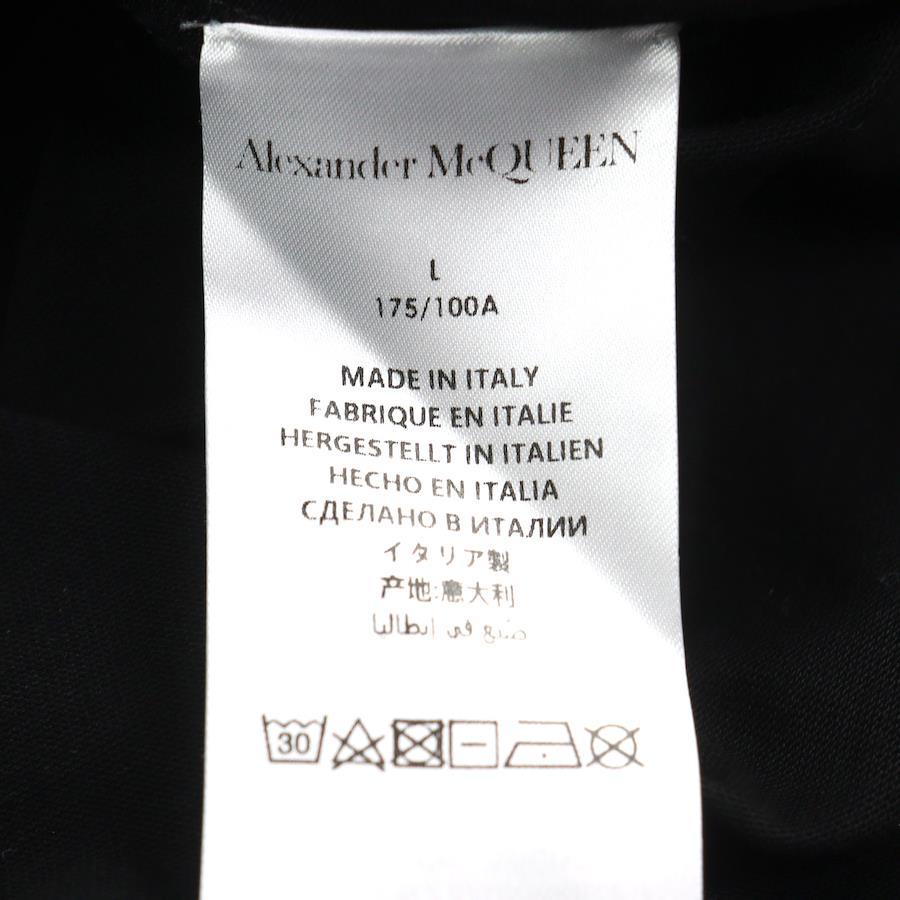 Alexander McQUEEN
L
175/100A
MADE IN ITALY
FABRIQUE EN ITALIE
HERGESTELLT IN ITALIEN
HECHO EN ITALIA
СДЕЛАНО В ИТАЛИИ
イタリア製
产地:意大利
صنع في إيطاليا
30